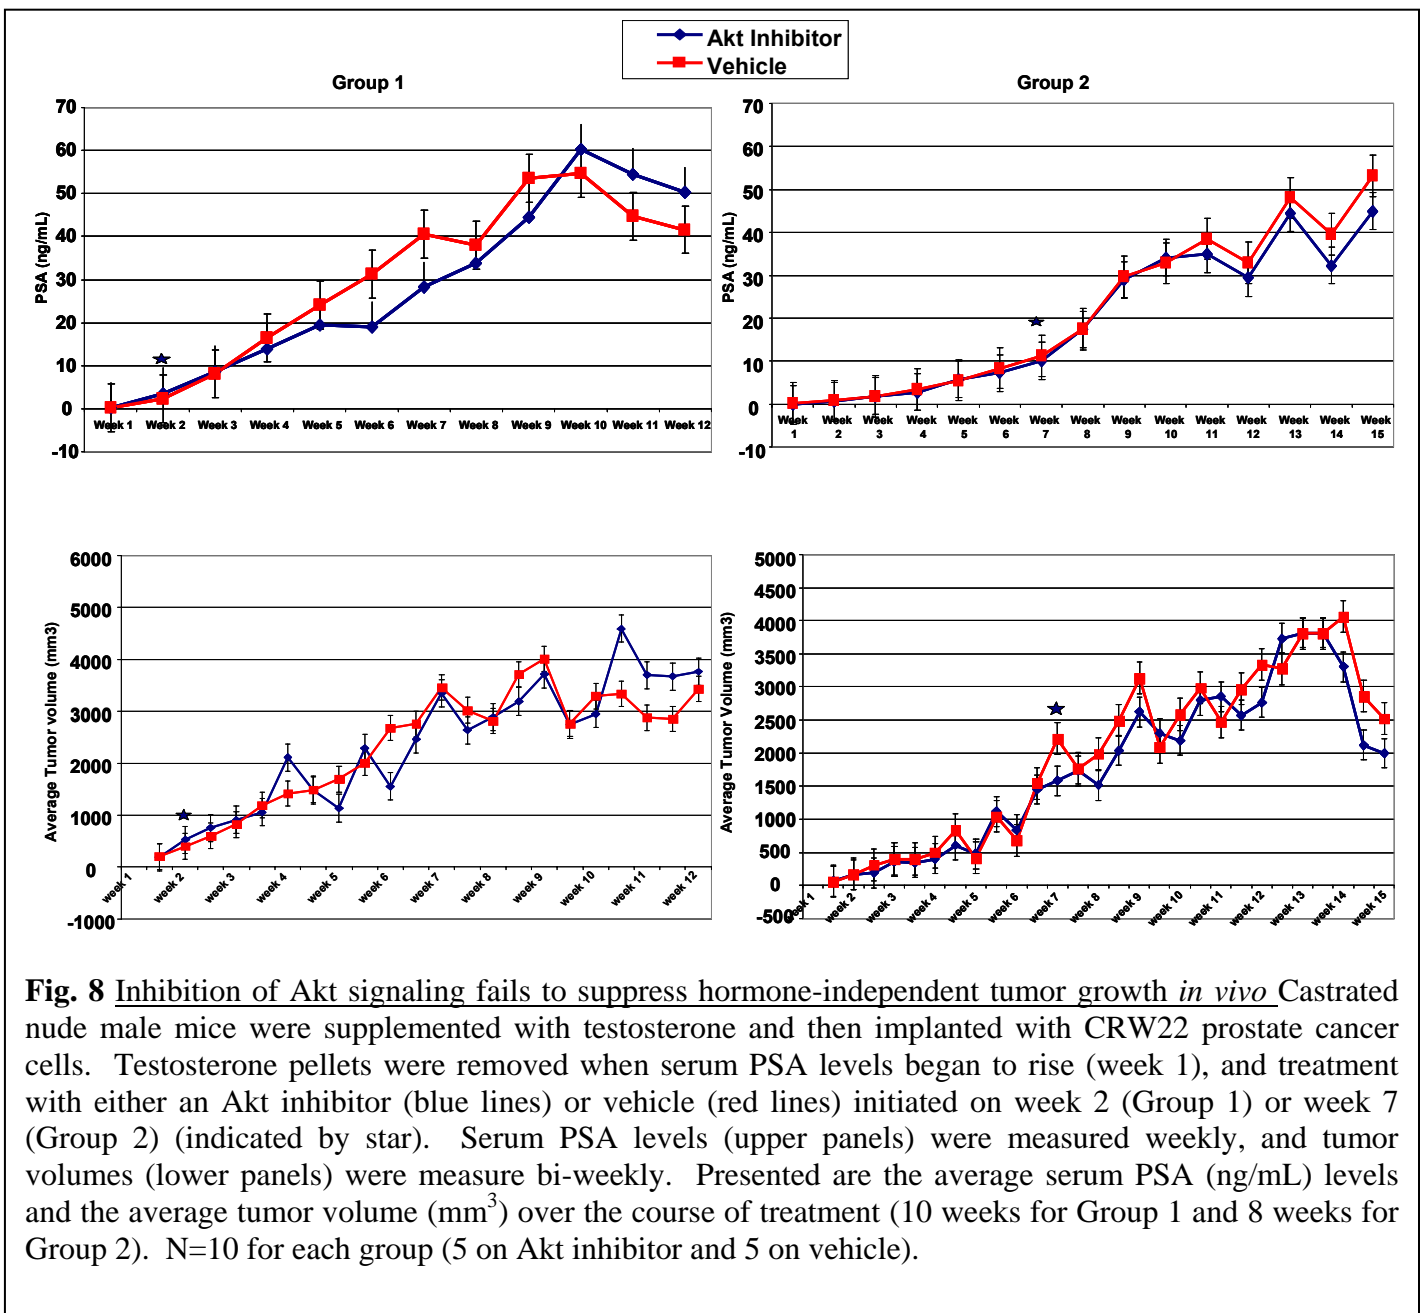 Akt Inhibitor
Vehicle
Group 1
Group 2
PSA (ng/mL)
70
60
50
40
30
20
10
0
-10
Week 1 Week 2 Week 3 Week 4 Week 5 Week 6 Week 7 Week 8 Week 9 Week 10 Week 11 Week 12
PSA (ng/mL)
70
60
50
40
30
20
10
0
-10
Week Week Week Week Week Week Week Week Week Week Week Week Week Week Week
1 2 3 4 5 6 7 8 9 10 11 12 13 14 15
Average Tumor volume (mm3)
6000
5000
4000
3000
2000
1000
0
-1000
week 1 week 2 week 3 week 4 week 5 week 6 week 7 week 8 week 9 week 10 week 11 week 12
Average Tumor Volume (mm3)
5000
4500
4000
3500
3000
2500
2000
1500
1000
500
0
-500
week 1 week 2 week 3 week 4 week 5 week 6 week 7 week 8 week 9 week 10 week 11 week 12 week 13 week 14 week 15
Fig. 8 Inhibition of Akt signaling fails to suppress hormone-independent tumor growth in vivo Castrated
nude male mice were supplemented with testosterone and then implanted with CRW22 prostate cancer
cells. Testosterone pellets were removed when serum PSA levels began to rise (week 1), and treatment
with either an Akt inhibitor (blue lines) or vehicle (red lines) initiated on week 2 (Group 1) or week 7
(Group 2) (indicated by star). Serum PSA levels (upper panels) were measured weekly, and tumor
volumes (lower panels) were measure bi-weekly. Presented are the average serum PSA (ng/mL) levels
and the average tumor volume (mm³) over the course of treatment (10 weeks for Group 1 and 8 weeks for
Group 2). N=10 for each group (5 on Akt inhibitor and 5 on vehicle).